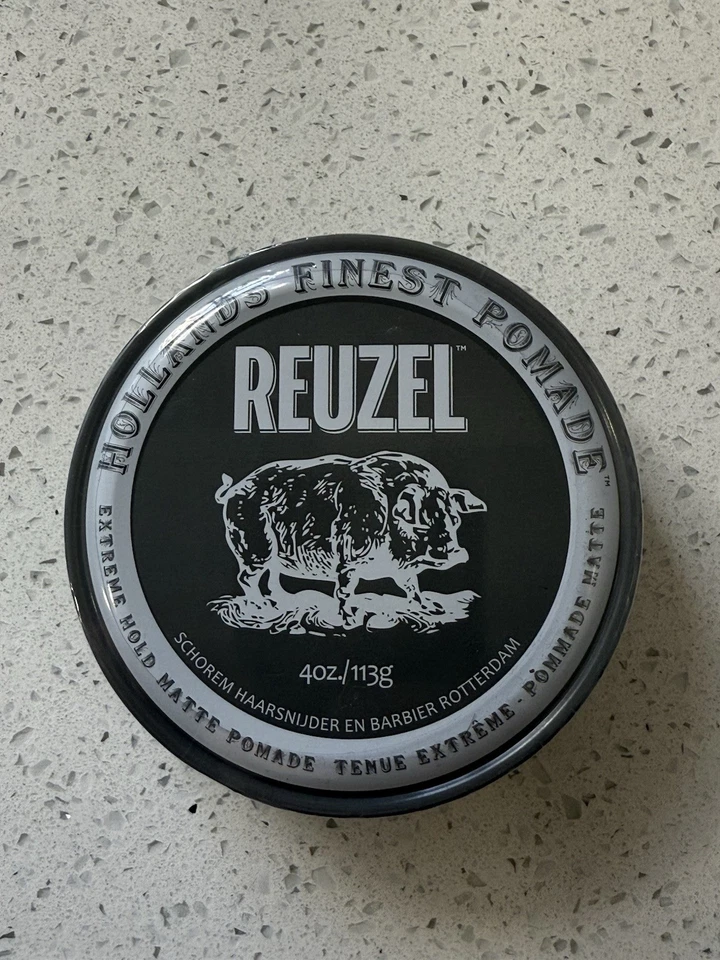 HOLLANDS FINEST POMADE™
REUZEL™
4oz./113g
SCHOREM HAARSNIJDER EN BARBIER ROTTERDAM
EXTREME HOLD MATTE POMADE TENUE EXTRÊME - POMMADE MATTE